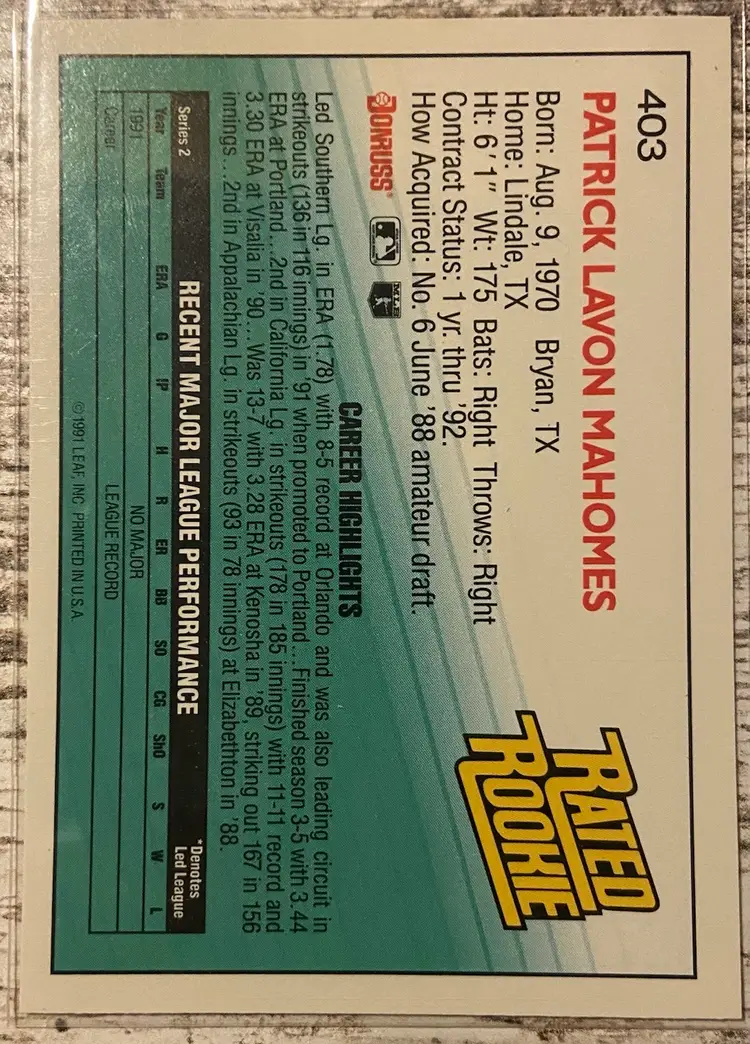 403
PATRICK LAVON MAHOMES
RATED
ROOKIE
Born: Aug. 9, 1970 Bryan, TX
Home: Lindale, TX
Ht: 6'1" Wt: 175 Bats: Right Throws: Right
Contract Status: 1 yr. thru '92.
How Acquired: No. 6 June '88 amateur draft.
DONRUSS
MLB
CAREER HIGHLIGHTS
Led Southern Lg. in ERA (1.78) with 8-5 record at Orlando and was also leading circuit in
strikeouts (136 in 116 innings) in '91 when promoted to Portland...Finished season 3-5 with 3.44
ERA at Portland...2nd in California Lg. in strikeouts (178 in 185 innings) with 11-11 record and
3.30 ERA at Visalia in '90...Was 13-7 with 3.28 ERA at Kenosha in '89, striking out 167 in 156
innings...2nd in Appalachian Lg. in strikeouts (93 in 78 innings) at Elizabethton in '88.
Series 2 RECENT MAJOR LEAGUE PERFORMANCE *Denotes
Led League
Year Team ERA G IP H R ER BB SO CG ShO S W L
1991 NO MAJOR
Career LEAGUE RECORD
©1991 LEAF, INC. PRINTED IN U.S.A.